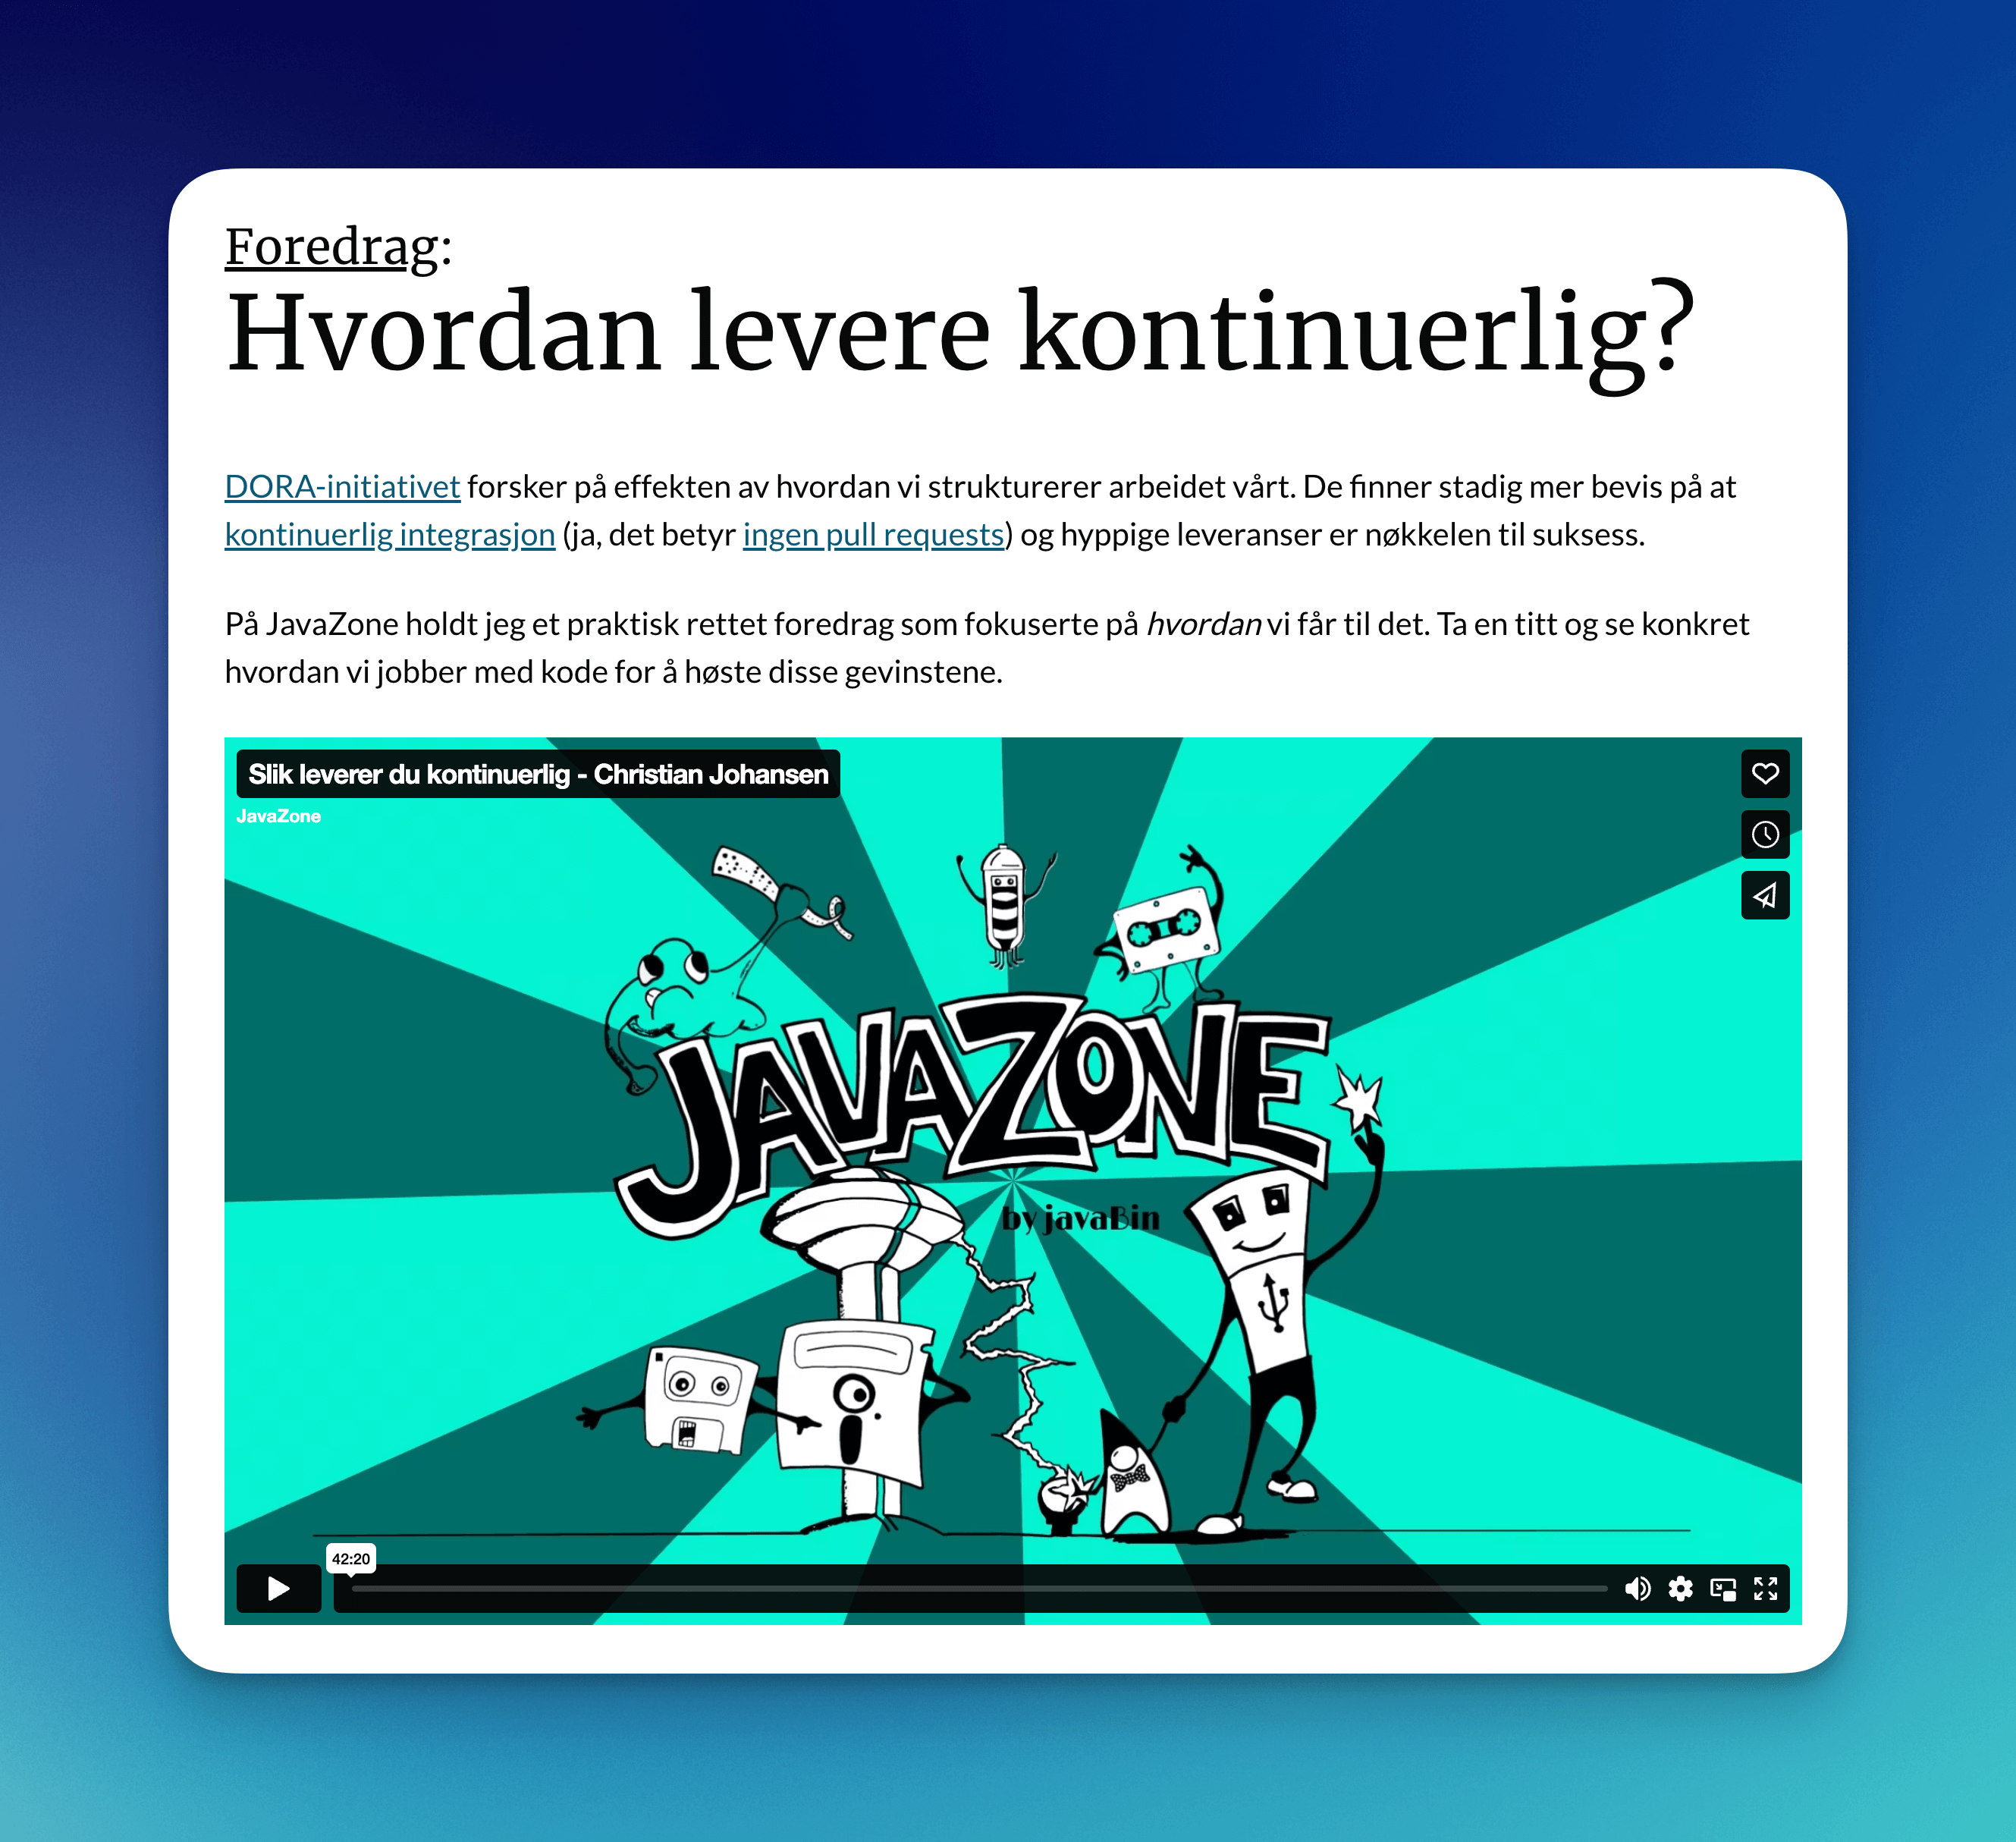 Foredrag:
Hvordan levere kontinuerlig?
DORA-initiativet forsker på effekten av hvordan vi strukturerer arbeidet vårt. De finner stadig mer bevis på at
kontinuerlig integrasjon (ja, det betyr ingen pull requests) og hyppige leveranser er nøkkelen til suksess.
På JavaZone holdt jeg et praktisk rettet foredrag som fokuserte på hvordan vi får til det. Ta en titt og se konkret
hvordan vi jobber med kode for å høste disse gevinstene.
Slik leverer du kontinuerlig - Christian Johansen
JavaZone
JAVAZONE
by javaBin
42:20